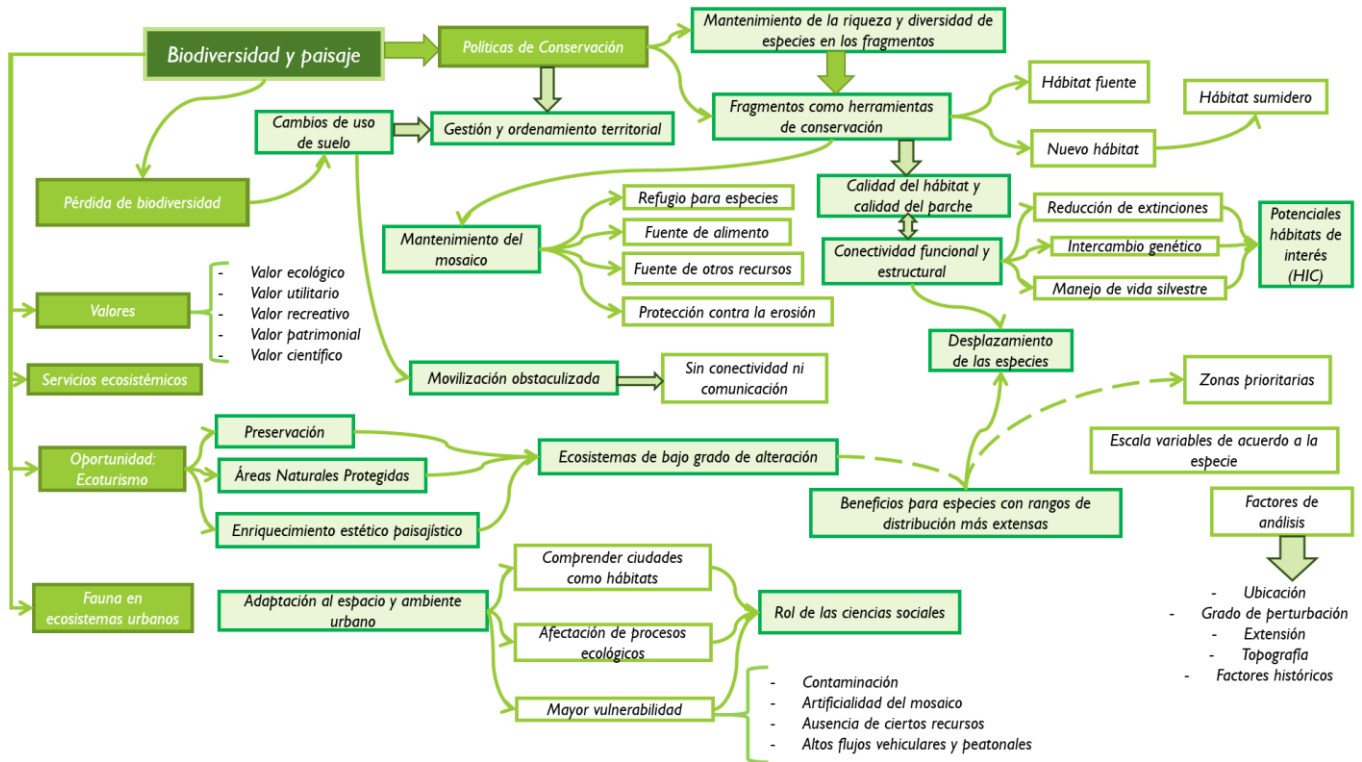 Biodiversidad y paisaje
Políticas de Conservación
Mantenimiento de la riqueza y diversidad de
especies en los fragmentos
Fragmentos como herramientas
de conservación
Hábitat fuente
Nuevo hábitat
Hábitat sumidero
Cambios de uso
de suelo
Gestión y ordenamiento territorial
Pérdida de biodiversidad
Calidad del hábitat y
calidad del parche
Mantenimiento del
mosaico
Refugio para especies
Fuente de alimento
Fuente de otros recursos
Protección contra la erosión
Conectividad funcional y
estructural
Reducción de extinciones
Intercambio genético
Manejo de vida silvestre
Potenciales
hábitats de
interés
(HIC)
Valores
- Valor ecológico
- Valor utilitario
- Valor recreativo
- Valor patrimonial
- Valor científico
Desplazamiento
de las especies
Servicios ecosistémicos
Movilización obstaculizada
Sin conectividad ni
comunicación
Zonas prioritarias
Oportunidad:
Ecoturismo
Preservación
Áreas Naturales Protegidas
Enriquecimiento estético paisajístico
Ecosistemas de bajo grado de alteración
Beneficios para especies con rangos de
distribución más extensas
Escala variables de acuerdo a la
especie
Factores de
análisis
- Ubicación
- Grado de perturbación
- Extensión
- Topografía
- Factores históricos
Fauna en
ecosistemas urbanos
Adaptación al espacio y ambiente
urbano
Comprender ciudades
como hábitats
Afectación de procesos
ecológicos
Mayor vulnerabilidad
Rol de las ciencias sociales
- Contaminación
- Artificialidad del mosaico
- Ausencia de ciertos recursos
- Altos flujos vehiculares y peatonales